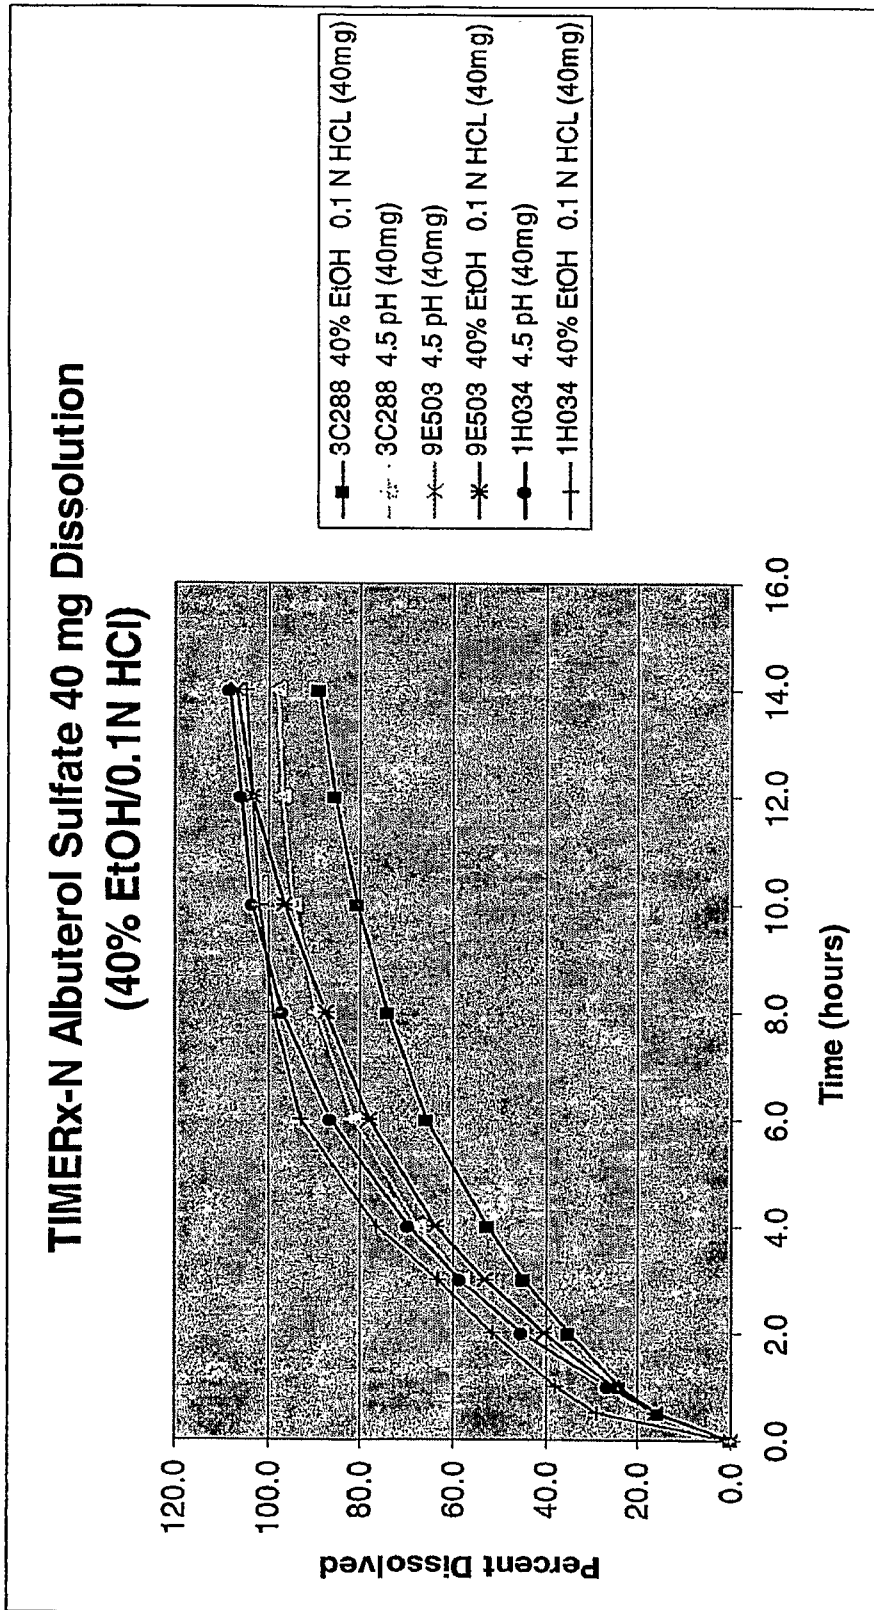 TIMERx-N Albuterol Sulfate 40 mg Dissolution
(40% EtOH/0.1N HCl)
Percent Dissolved
120.0
100.0
80.0
60.0
40.0
20.0
0.0
0.0 2.0 4.0 6.0 8.0 10.0 12.0 14.0 16.0
Time (hours)
3C288 40% EtOH 0.1 N HCL (40mg)
3C288 4.5 pH (40mg)
9E503 4.5 pH (40mg)
9E503 40% EtOH 0.1 N HCL (40mg)
1H034 4.5 pH (40mg)
1H034 40% EtOH 0.1 N HCL (40mg)